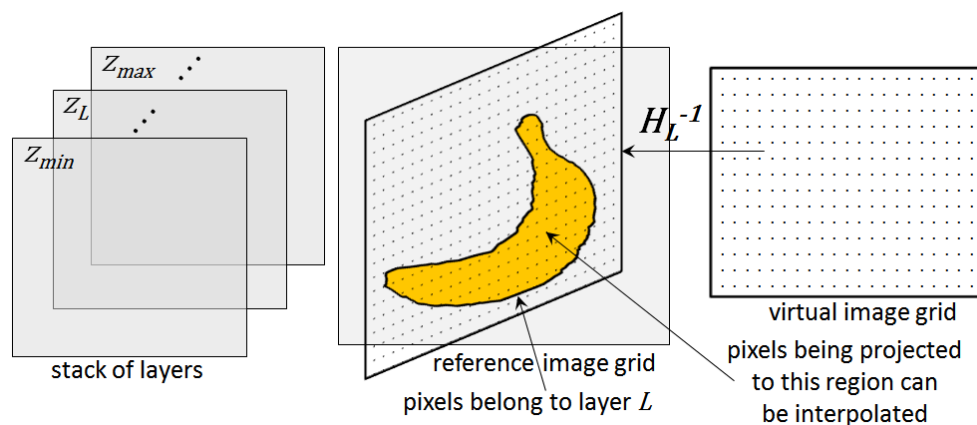 Z_max
Z_L
Z_min
stack of layers
H_L^-1
reference image grid
pixels belong to layer L
virtual image grid
pixels being projected
to this region can
be interpolated